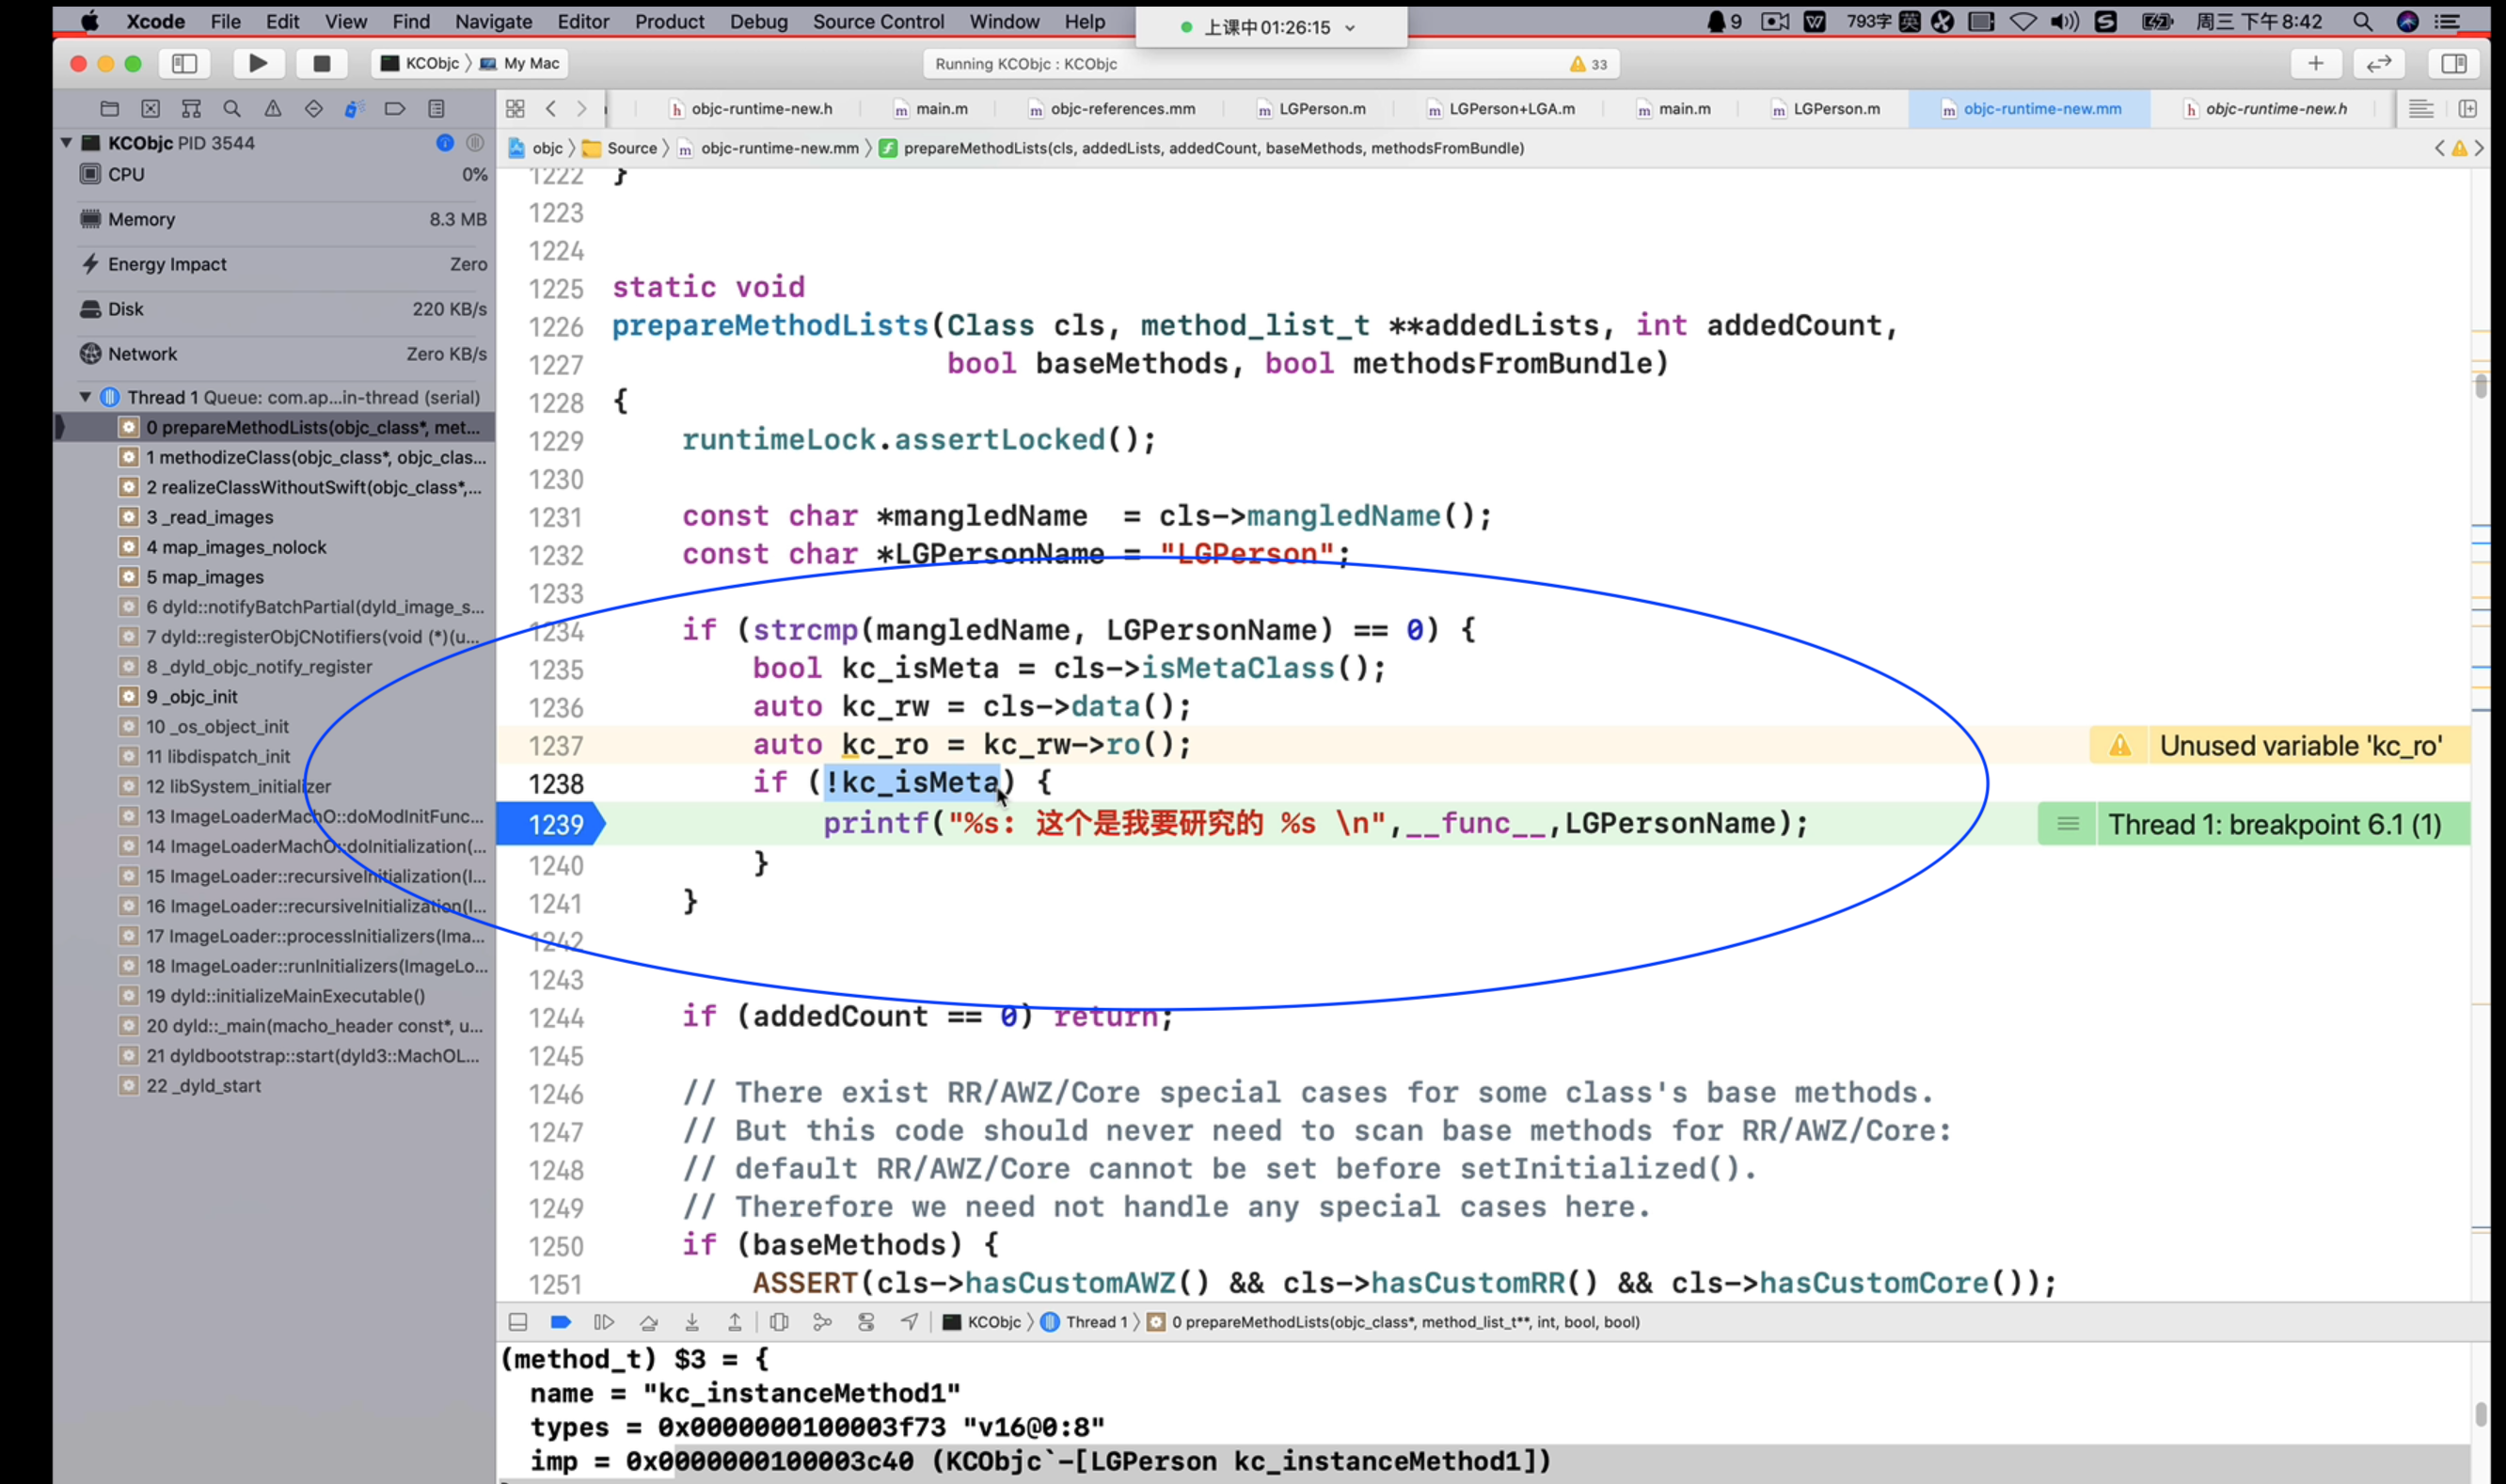 Xcode File Edit View Find Navigate Editor Product Debug Source Control Window Help
上课中 01:26:15
9 793字 英 周三 下午8:42
KCObjc 〉 My Mac
Running KCObjc : KCObjc
33
objc-runtime-new.h main.m objc-references.mm LGPerson.m LGPerson+LGA.m main.m LGPerson.m objc-runtime-new.mm objc-runtime-new.h
objc 〉 Source 〉 objc-runtime-new.mm 〉 prepareMethodLists(cls, addedLists, addedCount, baseMethods, methodsFromBundle)
KCObjc PID 3544
CPU 0%
Memory 8.3 MB
Energy Impact Zero
Disk 220 KB/s
Network Zero KB/s
Thread 1 Queue: com.ap...in-thread (serial)
0 prepareMethodLists(objc_class*, met...
1 methodizeClass(objc_class*, objc_clas...
2 realizeClassWithoutSwift(objc_class*,...
3 _read_images
4 map_images_nolock
5 map_images
6 dyld::notifyBatchPartial(dyld_image_s...
7 dyld::registerObjCNotifiers(void (*)(u...
8 _dyld_objc_notify_register
9 _objc_init
10 _os_object_init
11 libdispatch_init
12 libSystem_initializer
13 ImageLoaderMachO::doModInitFunc...
14 ImageLoaderMachO::doInitialization(...
15 ImageLoader::recursiveInitialization(I...
16 ImageLoader::recursiveInitialization(I...
17 ImageLoader::processInitializers(Ima...
18 ImageLoader::runInitializers(ImageLo...
19 dyld::initializeMainExecutable()
20 dyld::_main(macho_header const*, u...
21 dyldbootstrap::start(dyld3::MachOL...
22 _dyld_start
1222 }
1223
1224
1225 static void
1226 prepareMethodLists(Class cls, method_list_t **addedLists, int addedCount,
1227 bool baseMethods, bool methodsFromBundle)
1228 {
1229 runtimeLock.assertLocked();
1230
1231 const char *mangledName  = cls->mangledName();
1232 const char *LGPersonName = "LGPerson";
1233
1234 if (strcmp(mangledName, LGPersonName) == 0) {
1235 bool kc_isMeta = cls->isMetaClass();
1236 auto kc_rw = cls->data();
1237 auto kc_ro = kc_rw->ro(); Unused variable 'kc_ro'
1238 if (!kc_isMeta) {
1239 printf("%s: 这个是我要研究的 %s \n",__func__,LGPersonName); Thread 1: breakpoint 6.1 (1)
1240 }
1241 }
1242
1243
1244 if (addedCount == 0) return;
1245
1246 // There exist RR/AWZ/Core special cases for some class's base methods.
1247 // But this code should never need to scan base methods for RR/AWZ/Core:
1248 // default RR/AWZ/Core cannot be set before setInitialized().
1249 // Therefore we need not handle any special cases here.
1250 if (baseMethods) {
1251 ASSERT(cls->hasCustomAWZ() && cls->hasCustomRR() && cls->hasCustomCore());
KCObjc 〉 Thread 1 〉 0 prepareMethodLists(objc_class*, method_list_t**, int, bool, bool)
(method_t) $3 = {
name = "kc_instanceMethod1"
types = 0x0000000100003f73 "v16@0:8"
imp = 0x0000000100003c40 (KCObjc`-[LGPerson kc_instanceMethod1])